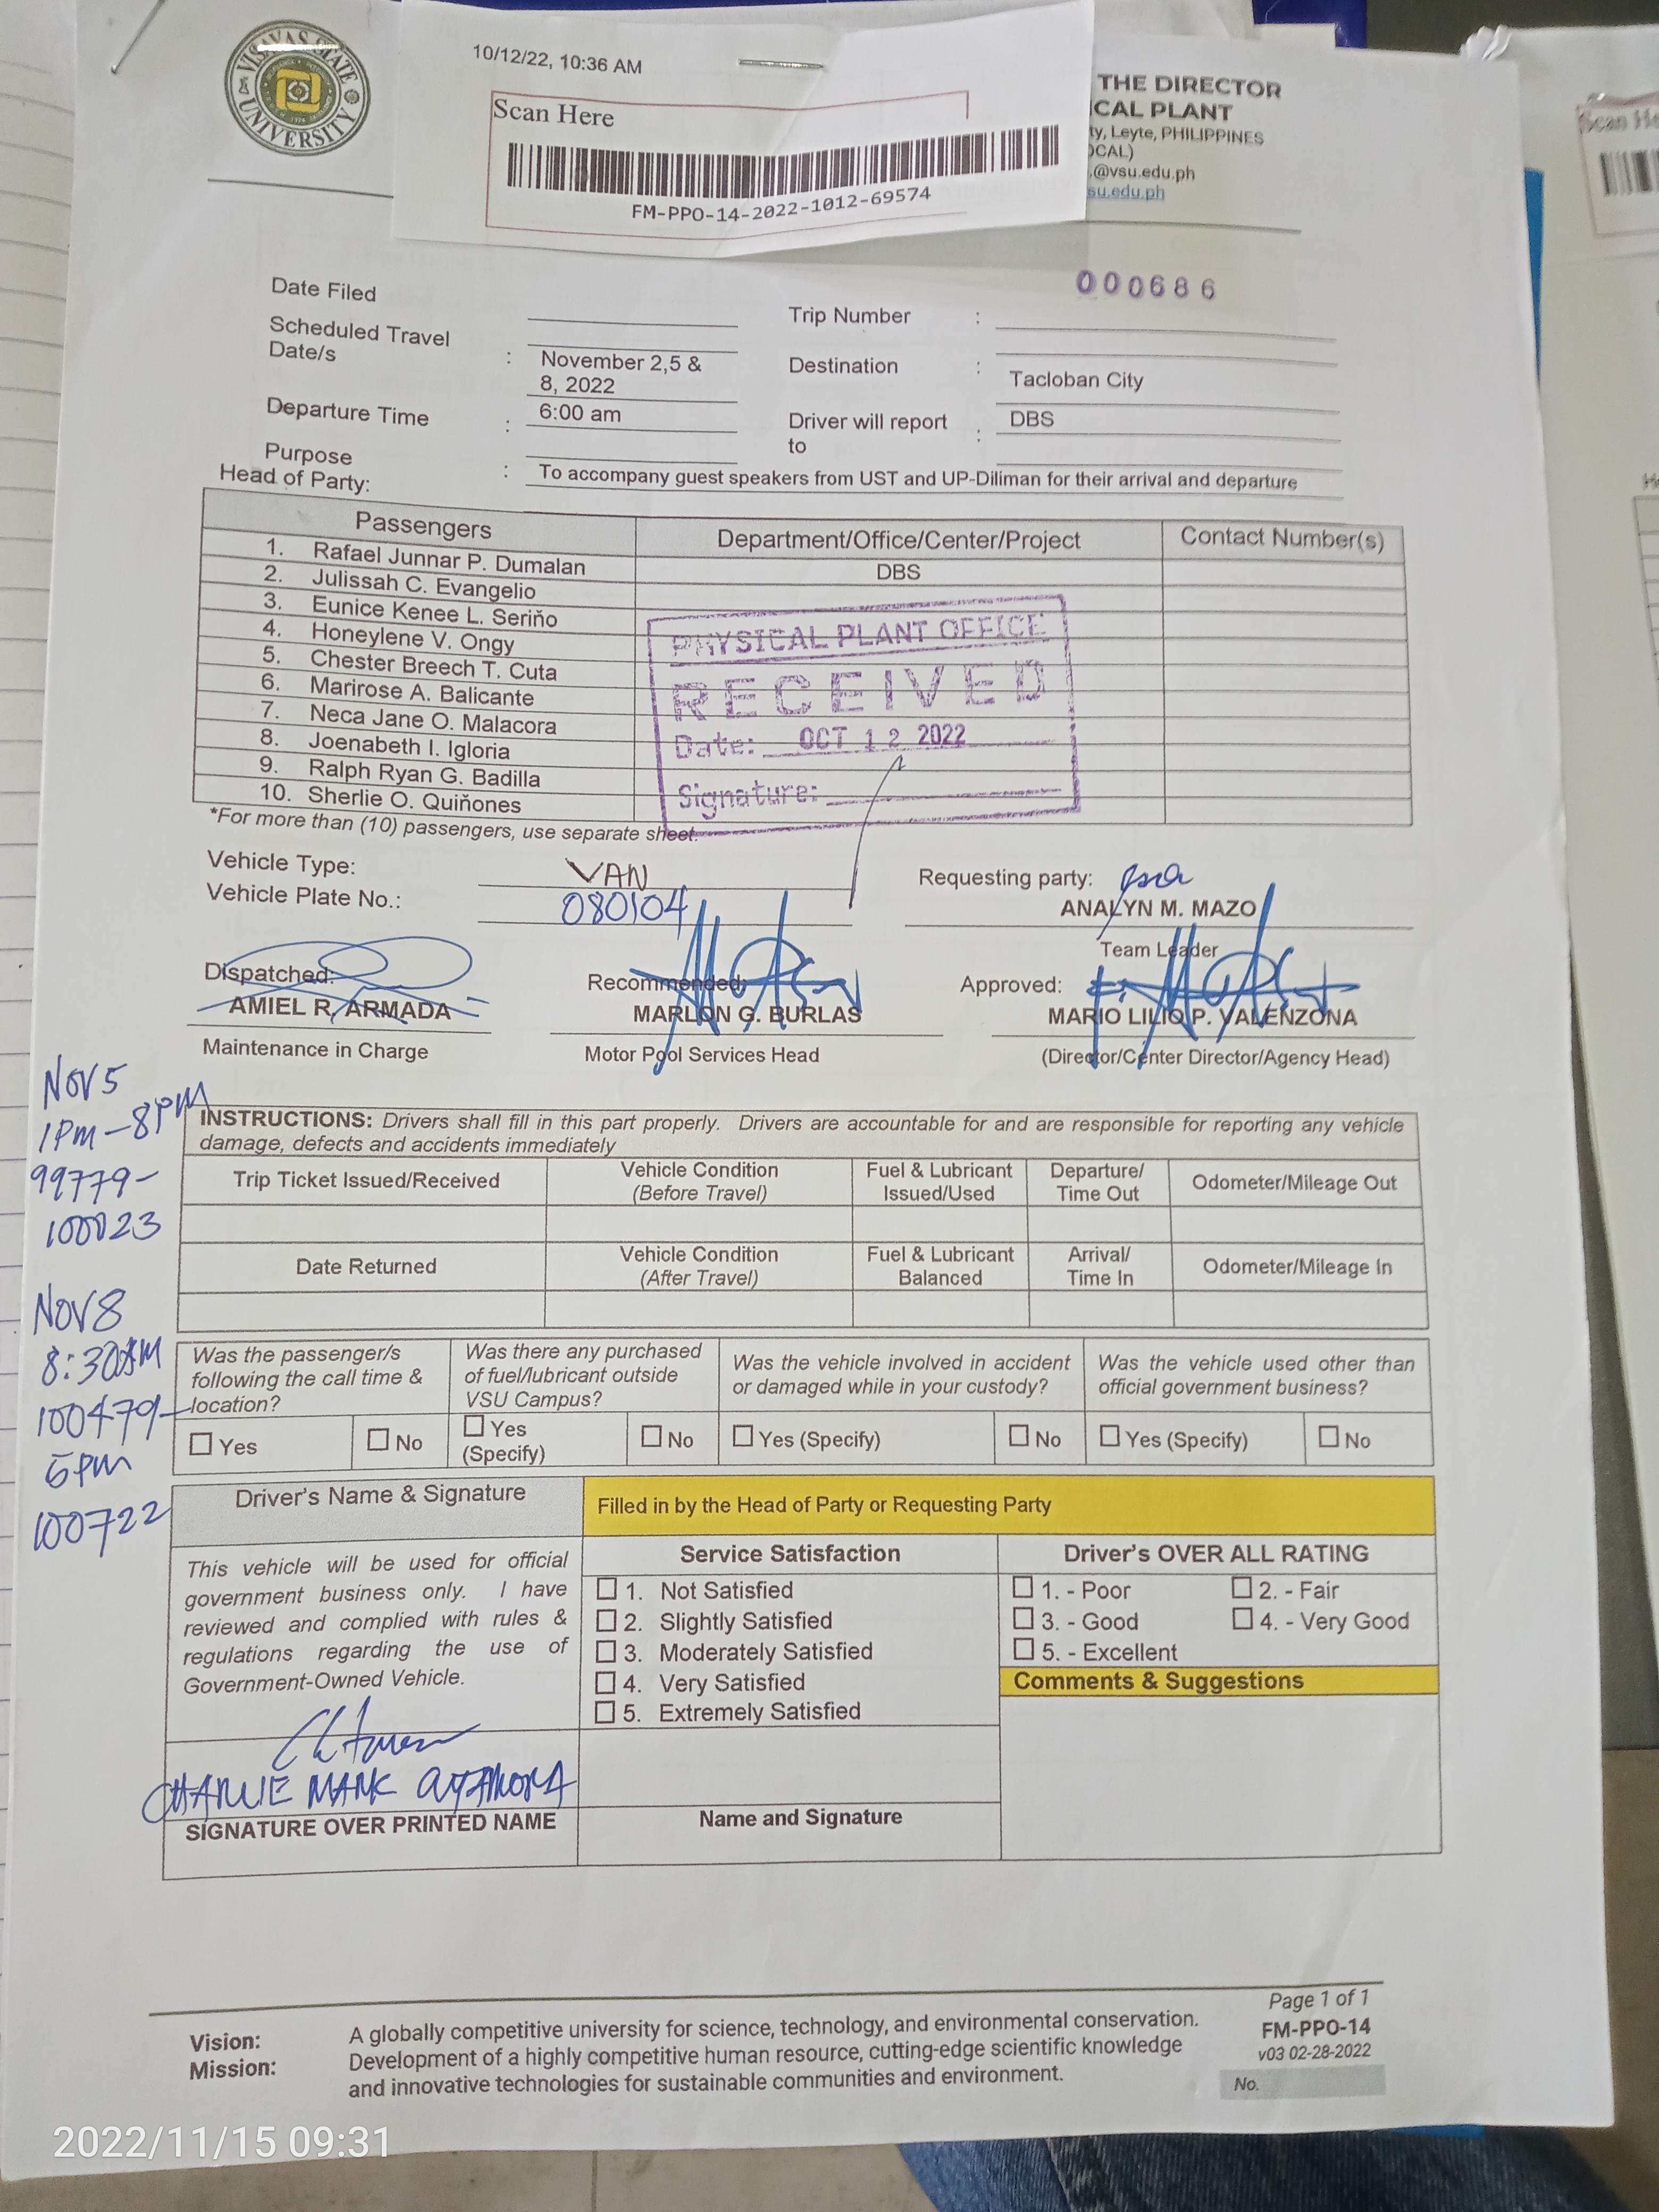 VISAYAS STATE UNIVERSITY
10/12/22, 10:36 AM
Scan Here
FM-PPO-14-2022-1012-69574
THE DIRECTOR
ICAL PLANT
ty, Leyte, PHILIPPINES
OCAL)
.@vsu.edu.ph
su.edu.ph
Scan He
000686
Date Filed
Trip Number :
Scheduled Travel Date/s : November 2,5 & 8, 2022
Destination : Tacloban City
Departure Time : 6:00 am
Driver will report to : DBS
Purpose : To accompany guest speakers from UST and UP-Diliman for their arrival and departure
Head of Party:
Passengers Department/Office/Center/Project Contact Number(s)
1. Rafael Junnar P. Dumalan DBS
2. Julissah C. Evangelio
3. Eunice Kenee L. Seriňo
4. Honeylene V. Ongy
5. Chester Breech T. Cuta
6. Marirose A. Balicante
7. Neca Jane O. Malacora
8. Joenabeth I. Igloria
9. Ralph Ryan G. Badilla
10. Sherlie O. Quiňones
PHYSICAL PLANT OFFICE
RECEIVED
Date: OCT 12 2022
Signature:
*For more than (10) passengers, use separate sheet.
Vehicle Type: VAN
Vehicle Plate No.: 080104
Requesting party:
ANALYN M. MAZO
Team Leader
Dispatched:
AMIEL R. ARMADA
Maintenance in Charge
Recommended:
MARLON G. BURLAS
Motor Pool Services Head
Approved:
MARIO LILIO P. VALENZONA
(Director/Center Director/Agency Head)
Nov 5
1PM - 8PM
99779-
100023
Nov 8
8:30AM
100479-
5PM
100722
INSTRUCTIONS: Drivers shall fill in this part properly. Drivers are accountable for and are responsible for reporting any vehicle
damage, defects and accidents immediately
Trip Ticket Issued/Received Vehicle Condition (Before Travel) Fuel & Lubricant Issued/Used Departure/ Time Out Odometer/Mileage Out
Date Returned Vehicle Condition (After Travel) Fuel & Lubricant Balanced Arrival/ Time In Odometer/Mileage In
Was the passenger/s following the call time & location?
Was there any purchased of fuel/lubricant outside VSU Campus?
Was the vehicle involved in accident or damaged while in your custody?
Was the vehicle used other than official government business?
Yes No Yes (Specify) No Yes (Specify) No Yes (Specify) No
Driver's Name & Signature
Filled in by the Head of Party or Requesting Party
This vehicle will be used for official
government business only. I have
reviewed and complied with rules &
regulations regarding the use of
Government-Owned Vehicle.
CHARLIE MARK
SIGNATURE OVER PRINTED NAME
Service Satisfaction
1. Not Satisfied
2. Slightly Satisfied
3. Moderately Satisfied
4. Very Satisfied
5. Extremely Satisfied
Name and Signature
Driver's OVER ALL RATING
1. - Poor 2. - Fair
3. - Good 4. - Very Good
5. - Excellent
Comments & Suggestions
Vision: A globally competitive university for science, technology, and environmental conservation.
Mission: Development of a highly competitive human resource, cutting-edge scientific knowledge
and innovative technologies for sustainable communities and environment.
Page 1 of 1
FM-PPO-14
v03 02-28-2022
No.
2022/11/15 09:31